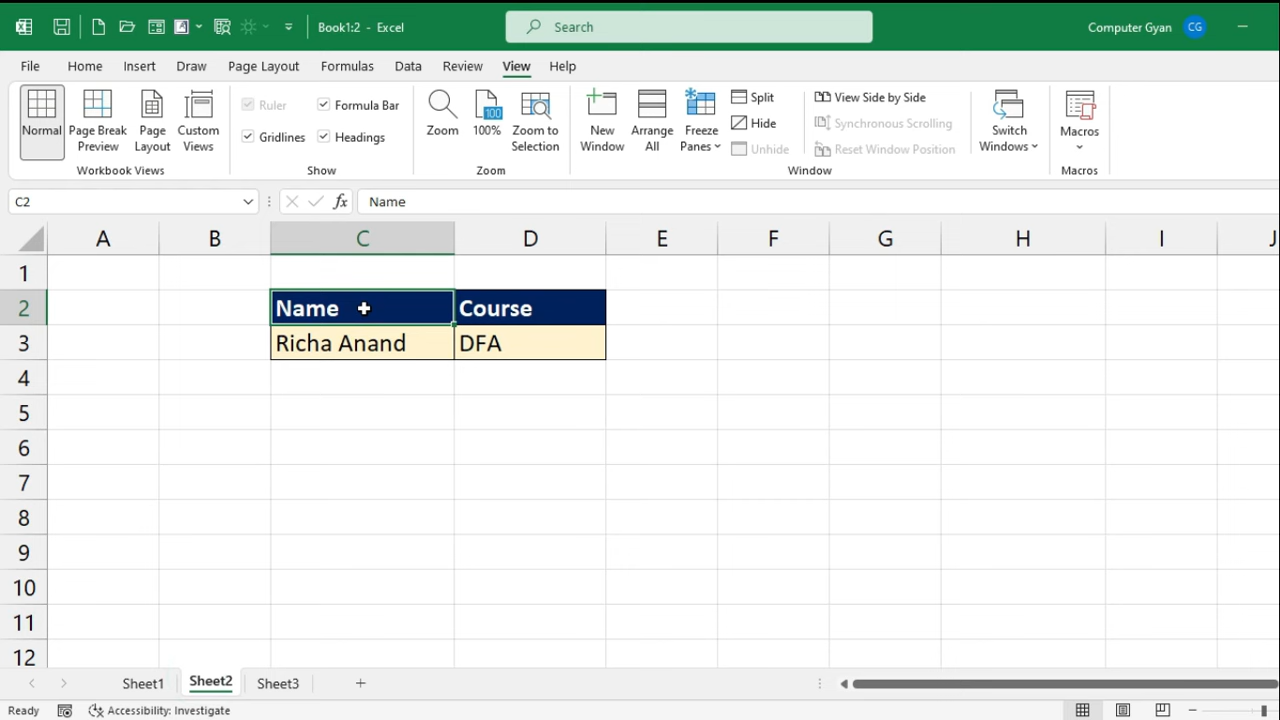 Book1:2 - Excel
Search
Computer Gyan
CG
File Home Insert Draw Page Layout Formulas Data Review View Help
Normal
Page Break Preview
Page Layout
Custom Views
Workbook Views
Ruler
Formula Bar
Gridlines
Headings
Show
Zoom
100
100%
Zoom to Selection
Zoom
New Window
Arrange All
Freeze Panes
Split
Hide
Unhide
View Side by Side
Synchronous Scrolling
Reset Window Position
Switch Windows
Window
Macros
Macros
C2
fx
Name
A B C D E F G H I J
1
2 Name Course
3 Richa Anand DFA
4
5
6
7
8
9
10
11
12
Sheet1 Sheet2 Sheet3
Ready
Accessibility: Investigate